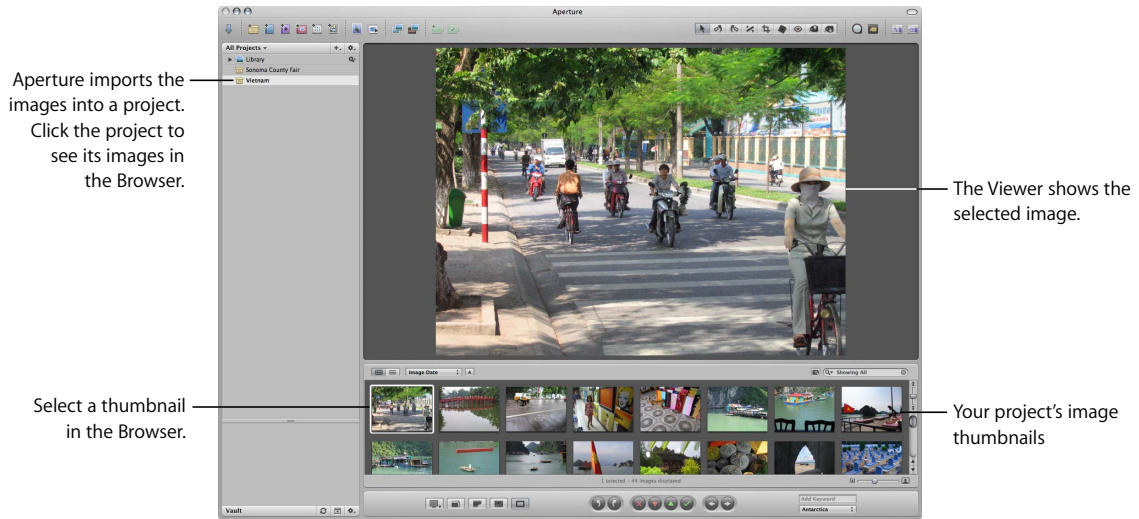 Aperture
All Projects
Library
Sonoma County Fair
Vietnam
Aperture imports the
images into a project.
Click the project to
see its images in
the Browser.
The Viewer shows the
selected image.
Image Date
Showing All
Select a thumbnail
in the Browser.
Your project's image
thumbnails
1 selected - 44 images displayed
Vault
Add Keyword
Antarctica